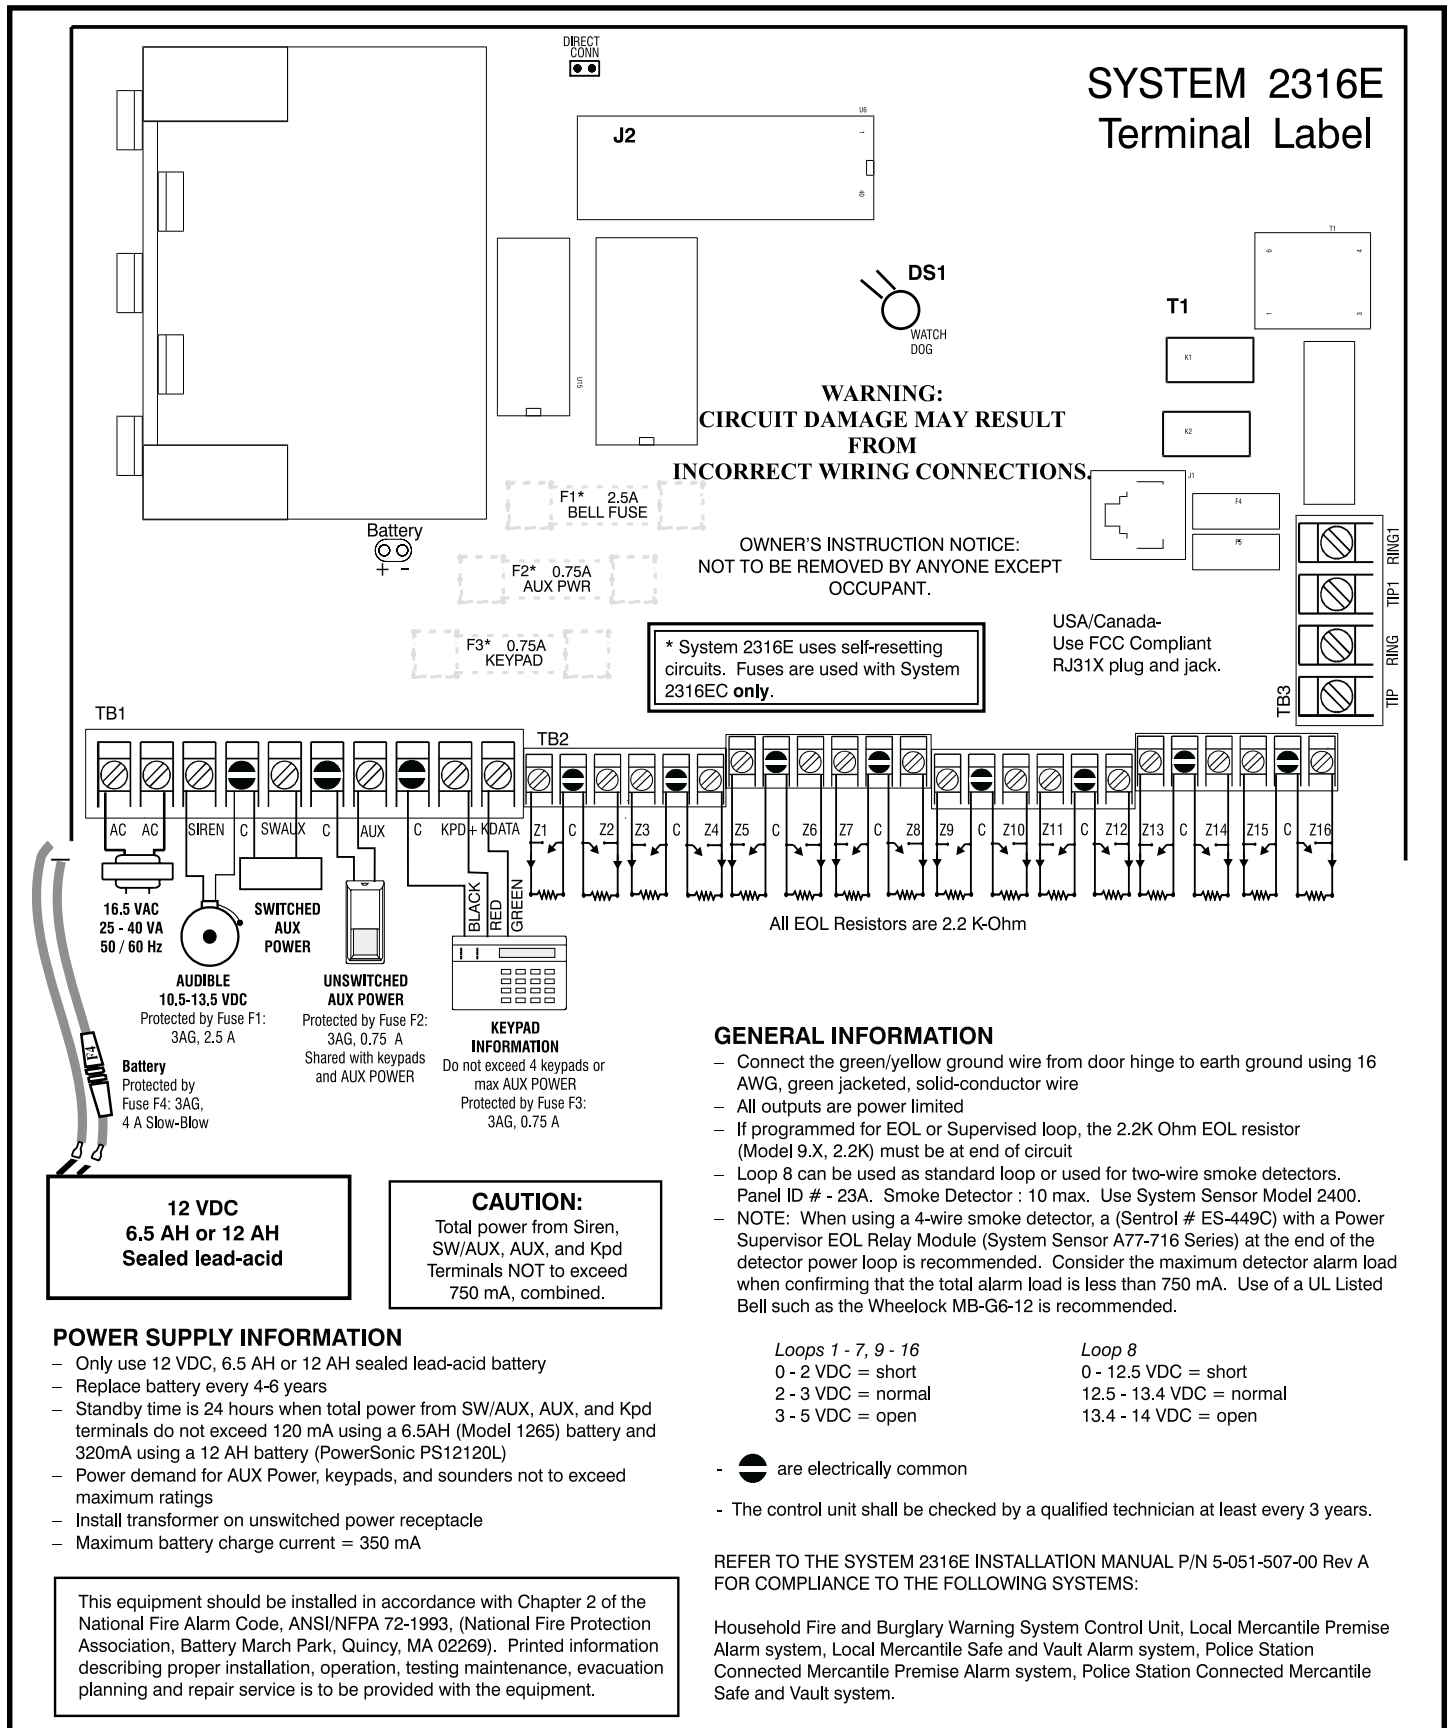 DIRECT
CONN
SYSTEM 2316E
Terminal Label
U6
J2
1
40
T1
6
4
1
3
DS1
WATCH
DOG
T1
K1
K2
U15
WARNING:
CIRCUIT DAMAGE MAY RESULT
FROM
INCORRECT WIRING CONNECTIONS.
J1
F4
F1* 2.5A
BELL FUSE
Battery
+ -
F2* 0.75A
AUX PWR
F3* 0.75A
KEYPAD
OWNER'S INSTRUCTION NOTICE:
NOT TO BE REMOVED BY ANYONE EXCEPT
OCCUPANT.
* System 2316E uses self-resetting
circuits. Fuses are used with System
2316EC only.
USA/Canada-
Use FCC Compliant
RJ31X plug and jack.
RING1
TIP1
RING
TIP
TB3
TB1
TB2
AC AC SIREN C SWAUX C AUX C KPD+ KDATA
Z1 C Z2 Z3 C Z4 Z5 C Z6 Z7 C Z8 Z9 C Z10 Z11 C Z12 Z13 C Z14 Z15 C Z16
16.5 VAC
25 - 40 VA
50 / 60 Hz
SWITCHED
AUX
POWER
BLACK
RED
GREEN
All EOL Resistors are 2.2 K-Ohm
AUDIBLE
10.5-13.5 VDC
Protected by Fuse F1:
3AG, 2.5 A
UNSWITCHED
AUX POWER
Protected by Fuse F2:
3AG, 0.75 A
Shared with keypads
and AUX POWER
KEYPAD
INFORMATION
Do not exceed 4 keypads or
max AUX POWER
Protected by Fuse F3:
3AG, 0.75 A
F4
Battery
Protected by
Fuse F4: 3AG,
4 A Slow-Blow
12 VDC
6.5 AH or 12 AH
Sealed lead-acid
CAUTION:
Total power from Siren,
SW/AUX, AUX, and Kpd
Terminals NOT to exceed
750 mA, combined.
POWER SUPPLY INFORMATION
– Only use 12 VDC, 6.5 AH or 12 AH sealed lead-acid battery
– Replace battery every 4-6 years
– Standby time is 24 hours when total power from SW/AUX, AUX, and Kpd
terminals do not exceed 120 mA using a 6.5AH (Model 1265) battery and
320mA using a 12 AH battery (PowerSonic PS12120L)
– Power demand for AUX Power, keypads, and sounders not to exceed
maximum ratings
– Install transformer on unswitched power receptacle
– Maximum battery charge current = 350 mA
This equipment should be installed in accordance with Chapter 2 of the
National Fire Alarm Code, ANSI/NFPA 72-1993, (National Fire Protection
Association, Battery March Park, Quincy, MA 02269). Printed information
describing proper installation, operation, testing maintenance, evacuation
planning and repair service is to be provided with the equipment.
GENERAL INFORMATION
– Connect the green/yellow ground wire from door hinge to earth ground using 16
AWG, green jacketed, solid-conductor wire
– All outputs are power limited
– If programmed for EOL or Supervised loop, the 2.2K Ohm EOL resistor
(Model 9.X, 2.2K) must be at end of circuit
– Loop 8 can be used as standard loop or used for two-wire smoke detectors.
Panel ID # - 23A. Smoke Detector : 10 max. Use System Sensor Model 2400.
– NOTE: When using a 4-wire smoke detector, a (Sentrol # ES-449C) with a Power
Supervisor EOL Relay Module (System Sensor A77-716 Series) at the end of the
detector power loop is recommended. Consider the maximum detector alarm load
when confirming that the total alarm load is less than 750 mA. Use of a UL Listed
Bell such as the Wheelock MB-G6-12 is recommended.
Loops 1 - 7, 9 - 16
0 - 2 VDC = short
2 - 3 VDC = normal
3 - 5 VDC = open
Loop 8
0 - 12.5 VDC = short
12.5 - 13.4 VDC = normal
13.4 - 14 VDC = open
- are electrically common
- The control unit shall be checked by a qualified technician at least every 3 years.
REFER TO THE SYSTEM 2316E INSTALLATION MANUAL P/N 5-051-507-00 Rev A
FOR COMPLIANCE TO THE FOLLOWING SYSTEMS:
Household Fire and Burglary Warning System Control Unit, Local Mercantile Premise
Alarm system, Local Mercantile Safe and Vault Alarm system, Police Station
Connected Mercantile Premise Alarm system, Police Station Connected Mercantile
Safe and Vault system.